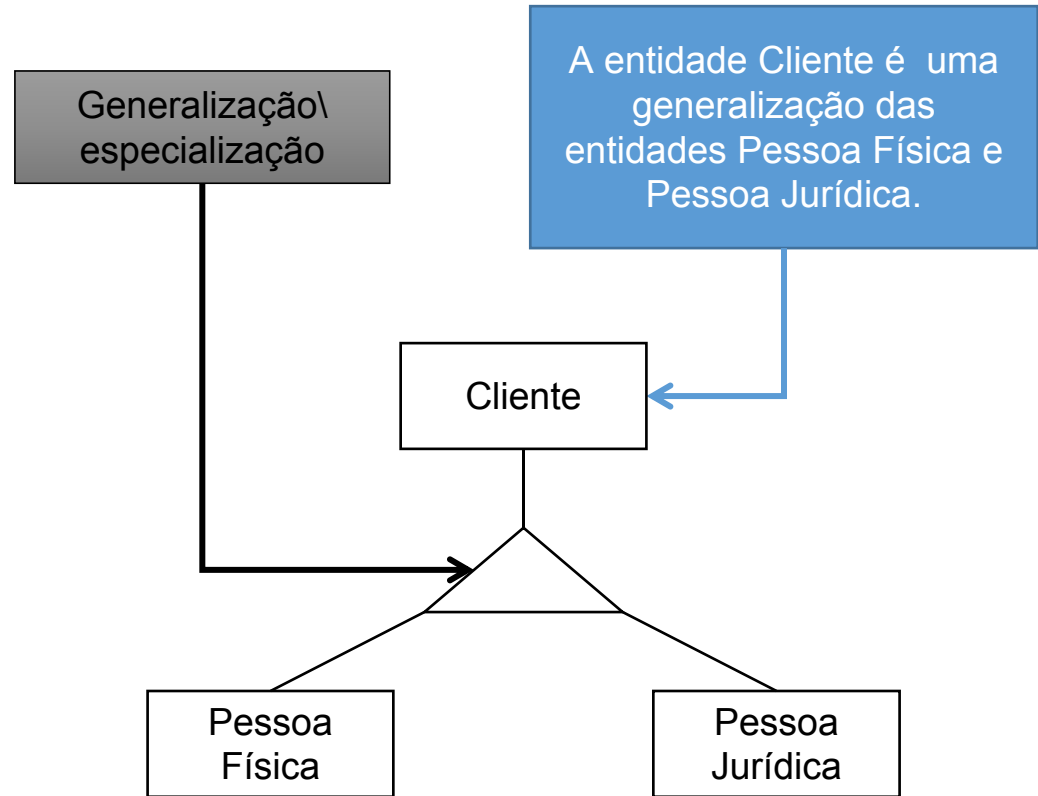 Generalização\
especialização
A entidade Cliente é  uma
generalização das
entidades Pessoa Física e
Pessoa Jurídica.
Cliente
Pessoa
Física
Pessoa
Jurídica